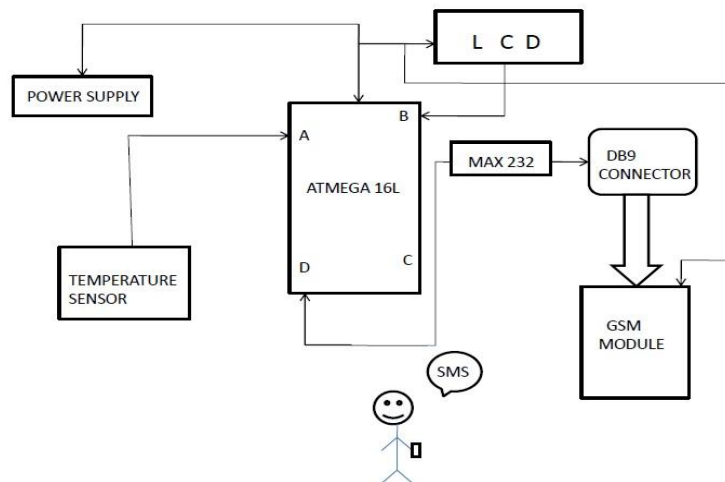 L C D
POWER SUPPLY
B
A
MAX 232
DB9
CONNECTOR
ATMEGA 16L
D
C
TEMPERATURE
SENSOR
GSM
MODULE
SMS